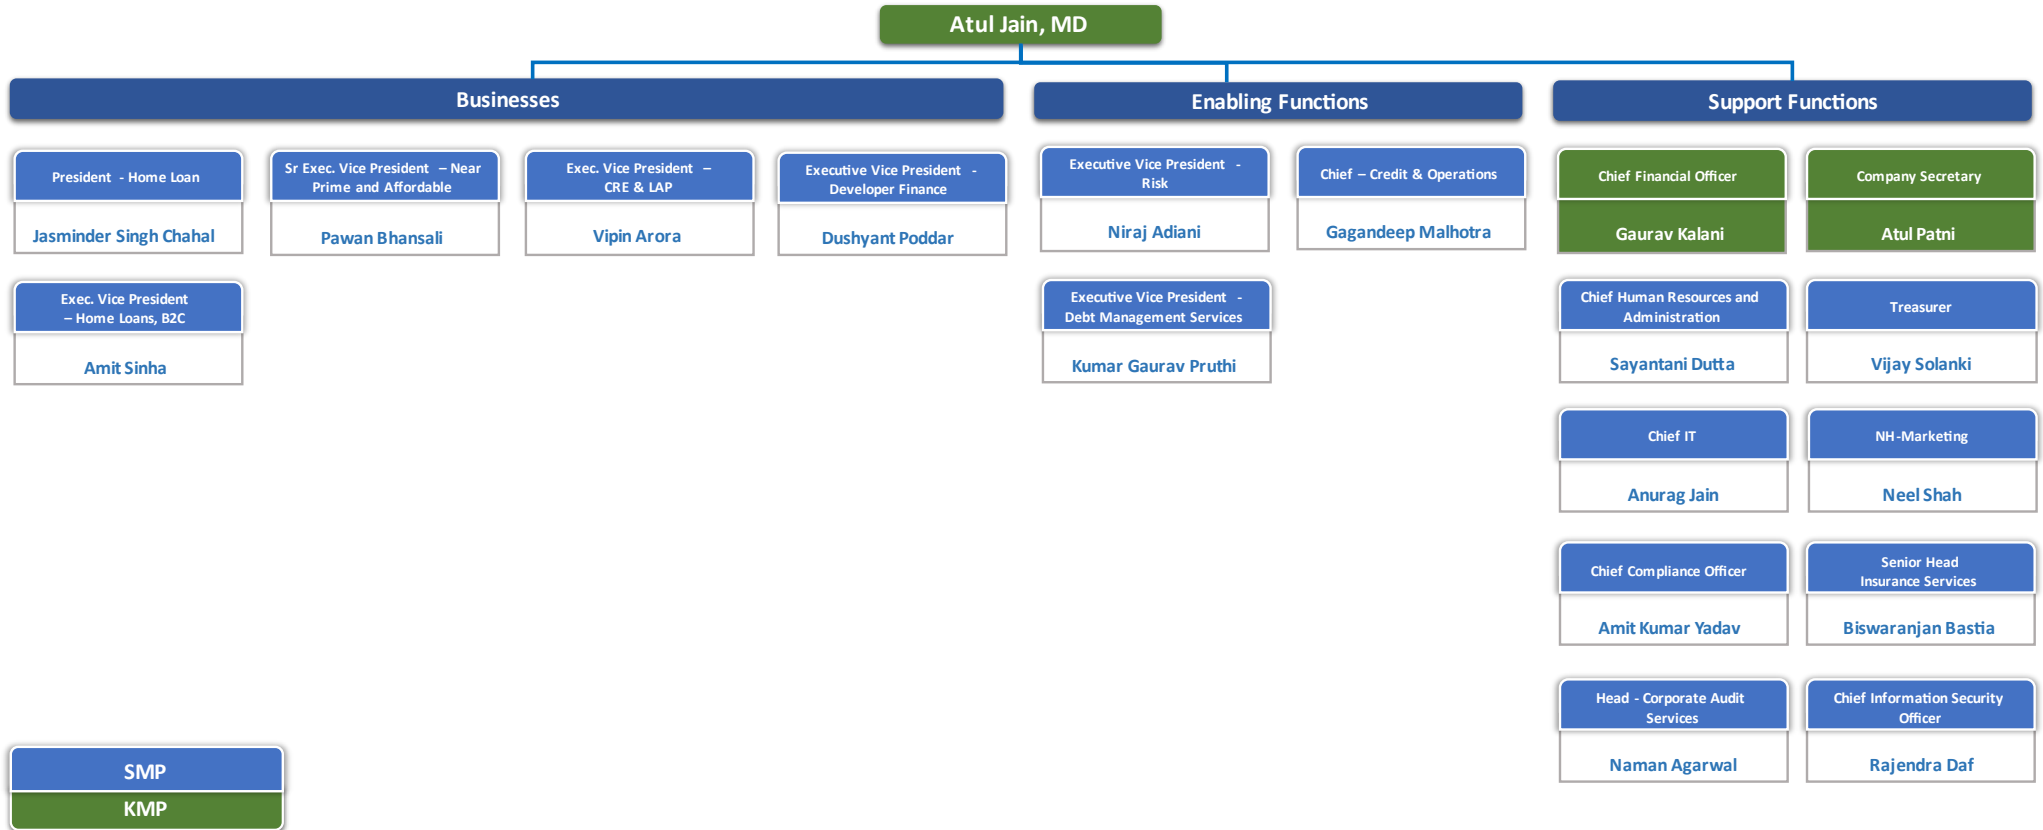 Atul Jain, MD
Businesses
Enabling Functions
Support Functions
President - Home Loan
Jasminder Singh Chahal
Sr Exec. Vice President – Near
Prime and Affordable
Pawan Bhansali
Exec. Vice President –
CRE & LAP
Vipin Arora
Executive Vice President -
Developer Finance
Dushyant Poddar
Exec. Vice President
– Home Loans, B2C
Amit Sinha
Executive Vice President -
Risk
Niraj Adiani
Chief – Credit & Operations
Gagandeep Malhotra
Executive Vice President -
Debt Management Services
Kumar Gaurav Pruthi
Chief Financial Officer
Gaurav Kalani
Company Secretary
Atul Patni
Chief Human Resources and
Administration
Sayantani Dutta
Treasurer
Vijay Solanki
Chief IT
Anurag Jain
NH-Marketing
Neel Shah
Chief Compliance Officer
Amit Kumar Yadav
Senior Head
Insurance Services
Biswaranjan Bastia
Head - Corporate Audit
Services
Naman Agarwal
Chief Information Security
Officer
Rajendra Daf
SMP
KMP